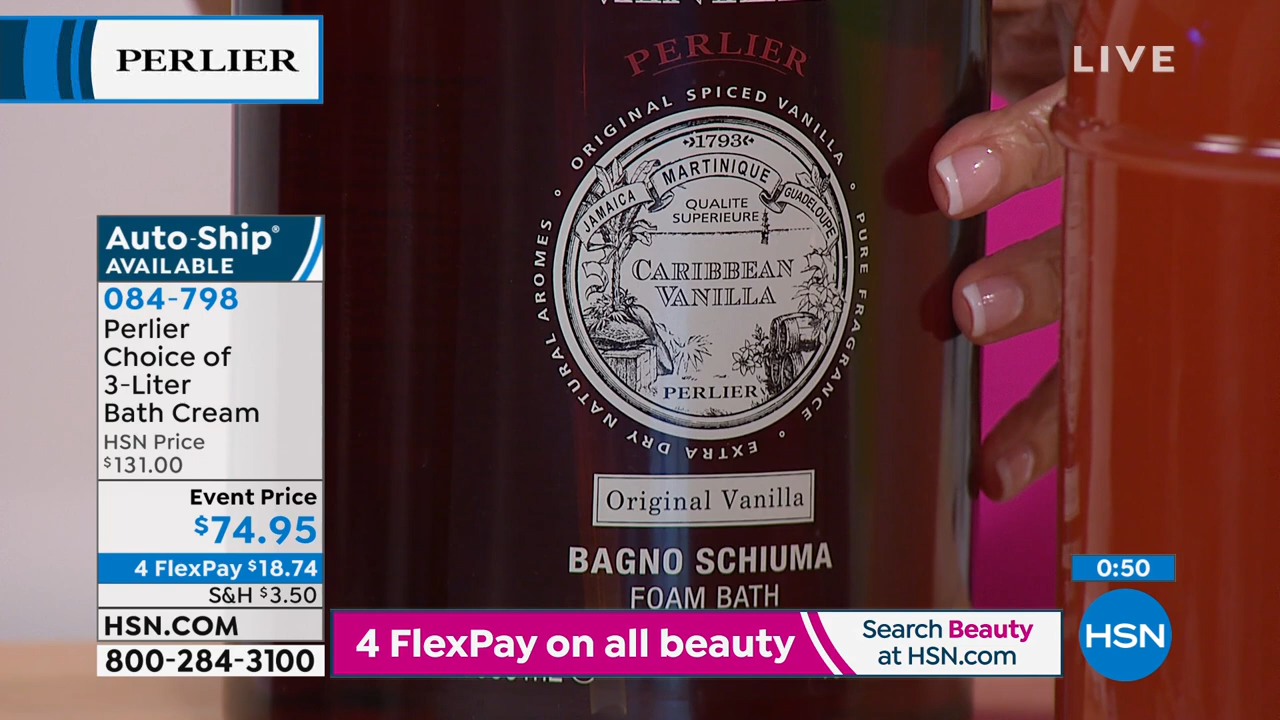 PERLIER
LIVE
Auto-Ship®
AVAILABLE
084-798
Perlier
Choice of
3-Liter
Bath Cream
HSN Price
$131.00
Event Price
$74.95
4 FlexPay $18.74
S&H $3.50
HSN.COM
800-284-3100
PERLIER
ORIGINAL SPICED VANILLA
PURE FRAGRANCE
EXTRA DRY
NATURAL AROMES
1793
JAMAICA MARTINIQUE GUADELOUPE
QUALITE
SUPERIEURE
CARIBBEAN
VANILLA
PERLIER
Original Vanilla
BAGNO SCHIUMA
FOAM BATH
4 FlexPay on all beauty
Search Beauty
at HSN.com
0:50
HSN